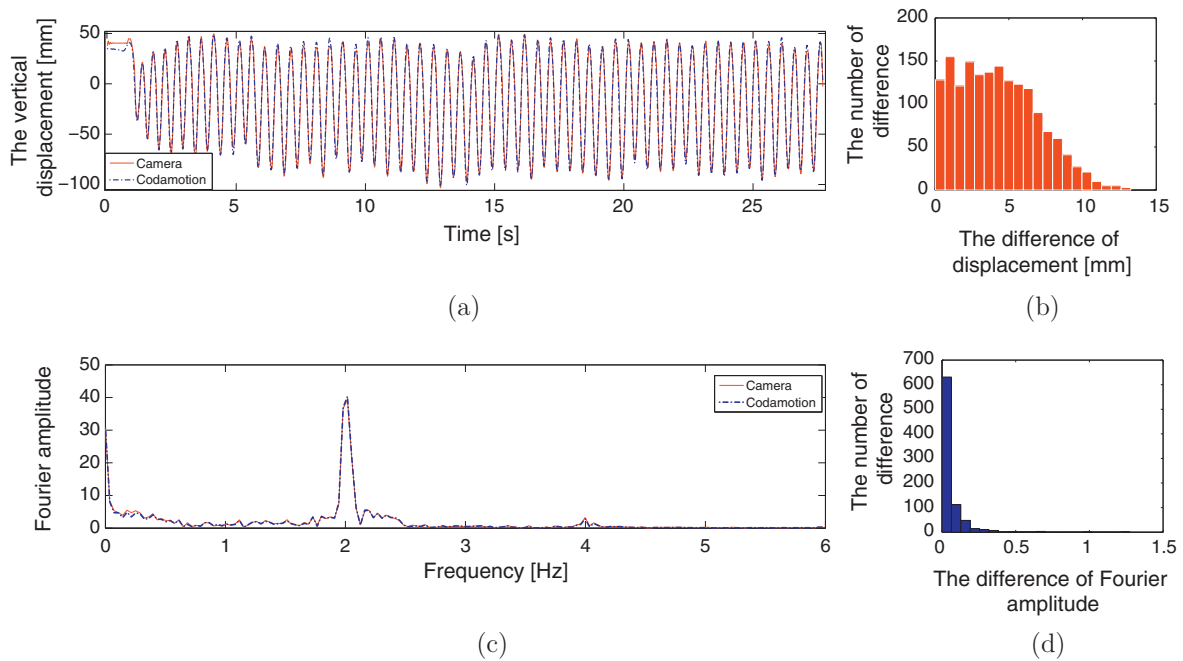 50
0
−50
−100
The vertical
displacement [mm]
Camera
Codamotion
0
5
10
15
20
25
Time [s]
(a)
200
150
100
50
0
The number of
difference
0
5
10
15
The difference of
displacement [mm]
(b)
50
40
30
20
10
0
Fourier amplitude
Camera
Codamotion
0
1
2
3
4
5
6
Frequency [Hz]
(c)
700
600
500
400
300
200
100
0
The number of
difference
0
0.5
1
1.5
The difference of Fourier
amplitude
(d)